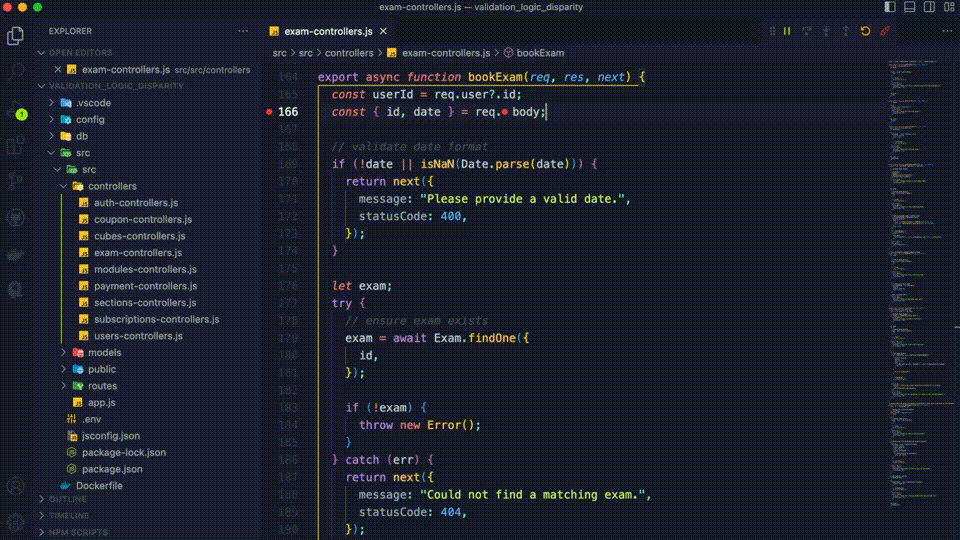 exam-controllers.js — validation_logic_disparity
EXPLORER
OPEN EDITORS
exam-controllers.js src/src/controllers
VALIDATION_LOGIC_DISPARITY
.vscode
config
db
src
src
controllers
auth-controllers.js
coupon-controllers.js
cubes-controllers.js
exam-controllers.js
modules-controllers.js
payment-controllers.js
sections-controllers.js
subscriptions-controllers.js
users-controllers.js
models
public
routes
app.js
.env
jsconfig.json
package-lock.json
package.json
Dockerfile
OUTLINE
TIMELINE
NPM SCRIPTS
1
exam-controllers.js
src > src > controllers > exam-controllers.js > bookExam
164 export async function bookExam(req, res, next) {
165 const userId = req.user?.id;
166 const { id, date } = req. body;
167
168 // validate date format
169 if (!date || isNaN(Date.parse(date))) {
170 return next({
171 message: "Please provide a valid date.",
172 statusCode: 400,
173 });
174 }
175
176 let exam;
177 try {
178 // ensure exam exists
179 exam = await Exam.findOne({
180 id,
181 });
182
183 if (!exam) {
184 throw new Error();
185 }
186 } catch (err) {
187 return next({
188 message: "Could not find a matching exam.",
189 statusCode: 404,
190 });